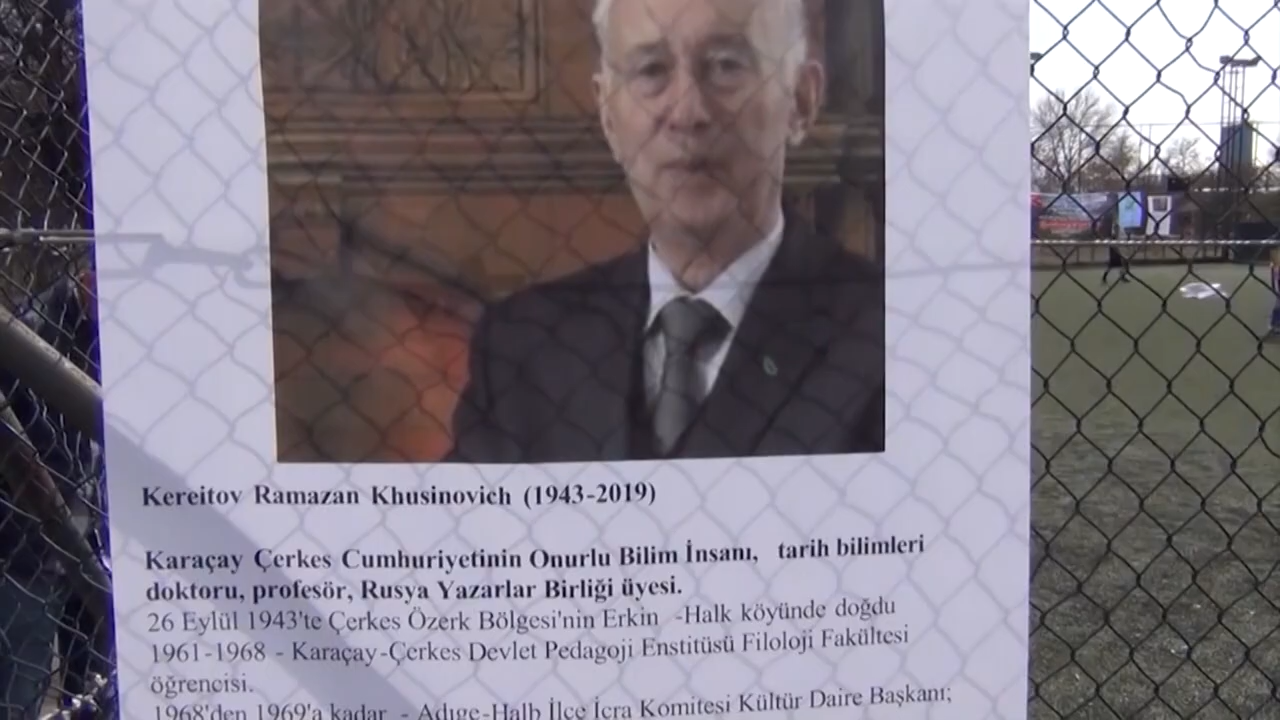 Kereitov Ramazan Khusinovich (1943-2019)
Karaçay Çerkes Cumhuriyetinin Onurlu Bilim İnsanı, tarih bilimleri
doktoru, profesör, Rusya Yazarlar Birliği üyesi.
26 Eylül 1943'te Çerkes Özerk Bölgesi'nin Erkin -Halk köyünde doğdu
1961-1968 - Karaçay-Çerkes Devlet Pedagoji Enstitüsü Filoloji Fakültesi
öğrencisi.
1968'den 1969'a kadar - Adıge-Halb İlçe İcra Komitesi Kültür Daire Başkanı;